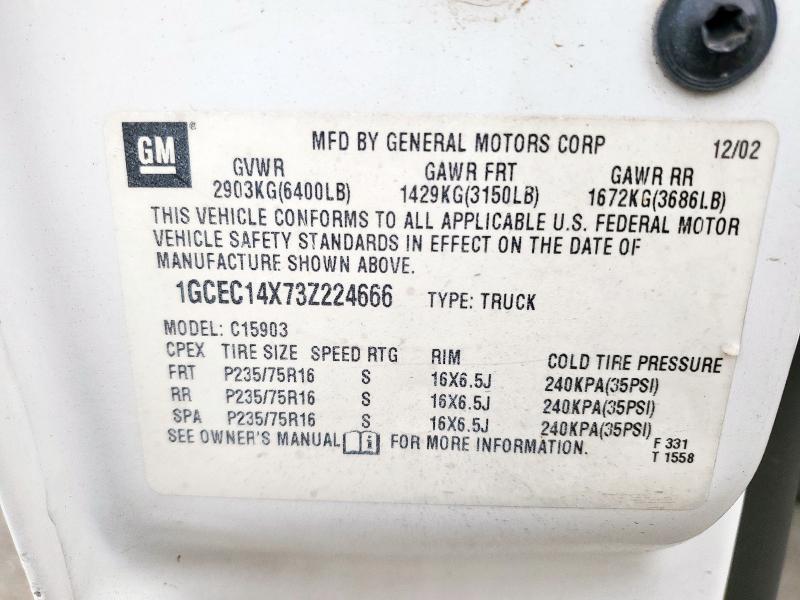 GM ® MFD BY GENERAL MOTORS CORP 12/02
GVWR GAWR FRT GAWR RR
2903KG(6400LB) 1429KG(3150LB) 1672KG(3686LB)
THIS VEHICLE CONFORMS TO ALL APPLICABLE U.S. FEDERAL MOTOR
VEHICLE SAFETY STANDARDS IN EFFECT ON THE DATE OF
MANUFACTURE SHOWN ABOVE.
1GCEC14X73Z224666 TYPE: TRUCK
MODEL: C15903
CPEX TIRE SIZE SPEED RTG RIM COLD TIRE PRESSURE
FRT P235/75R16 S 16X6.5J 240KPA(35PSI)
RR P235/75R16 S 16X6.5J 240KPA(35PSI)
SPA P235/75R16 S 16X6.5J 240KPA(35PSI)
SEE OWNER'S MANUAL i FOR MORE INFORMATION.
F 331
T 1558